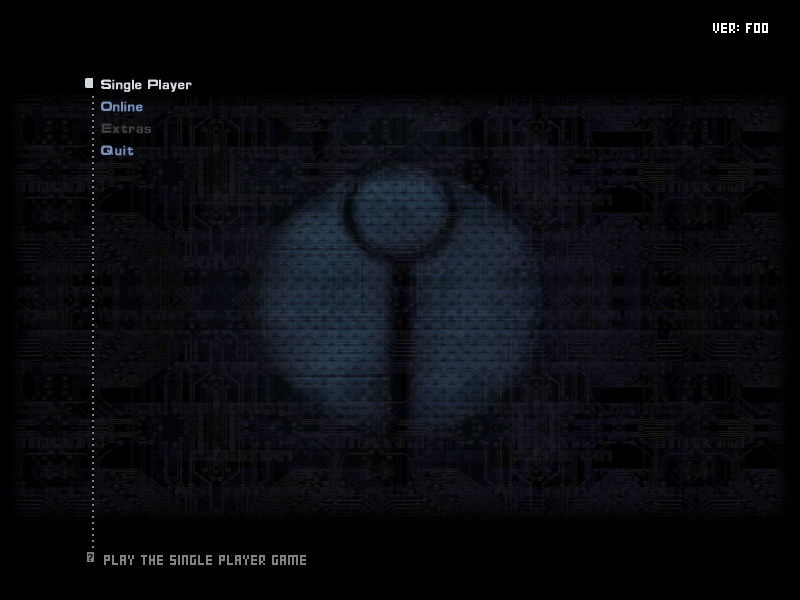 VER: FOO
Single Player
Online
Extras
Quit
? PLAY THE SINGLE PLAYER GAME